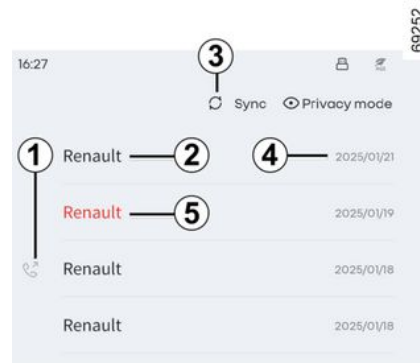 69252
16:27
3
Sync Privacy mode
1 Renault 2 4 2025/01/21
Renault 5 2025/01/19
Renault 2025/01/18
Renault 2025/01/18